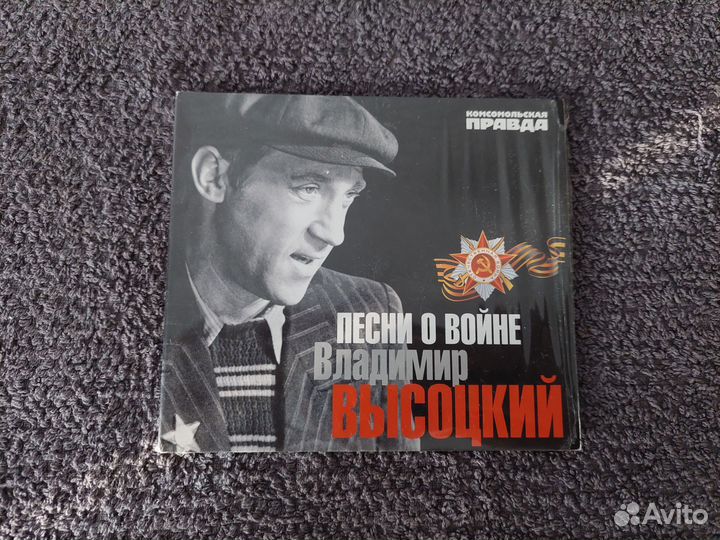 КОМСОМОЛЬСКАЯ
ПРАВДА
ПЕСНИ О ВОЙНЕ
Владимир
ВЫСОЦКИЙ
Avito